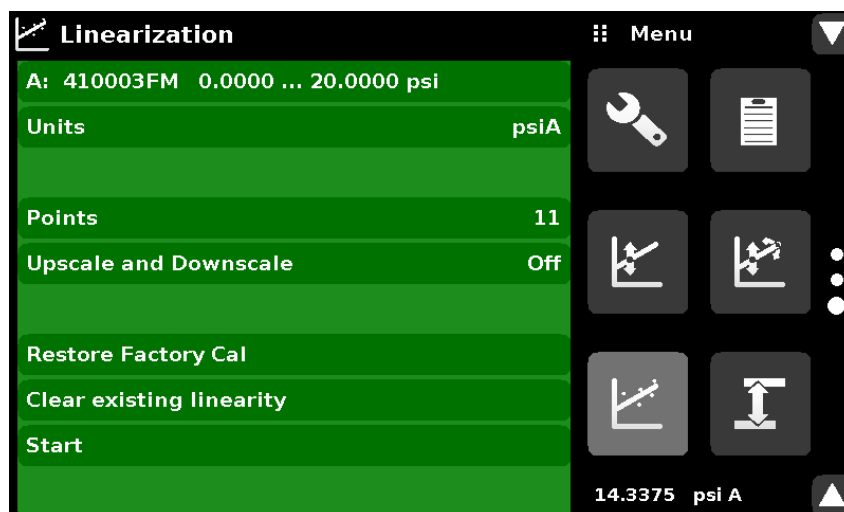 Linearization
Menu
A: 410003FM 0.0000 ... 20.0000 psi
Units psiA
Points 11
Upscale and Downscale Off
Restore Factory Cal
Clear existing linearity
Start
14.3375 psi A